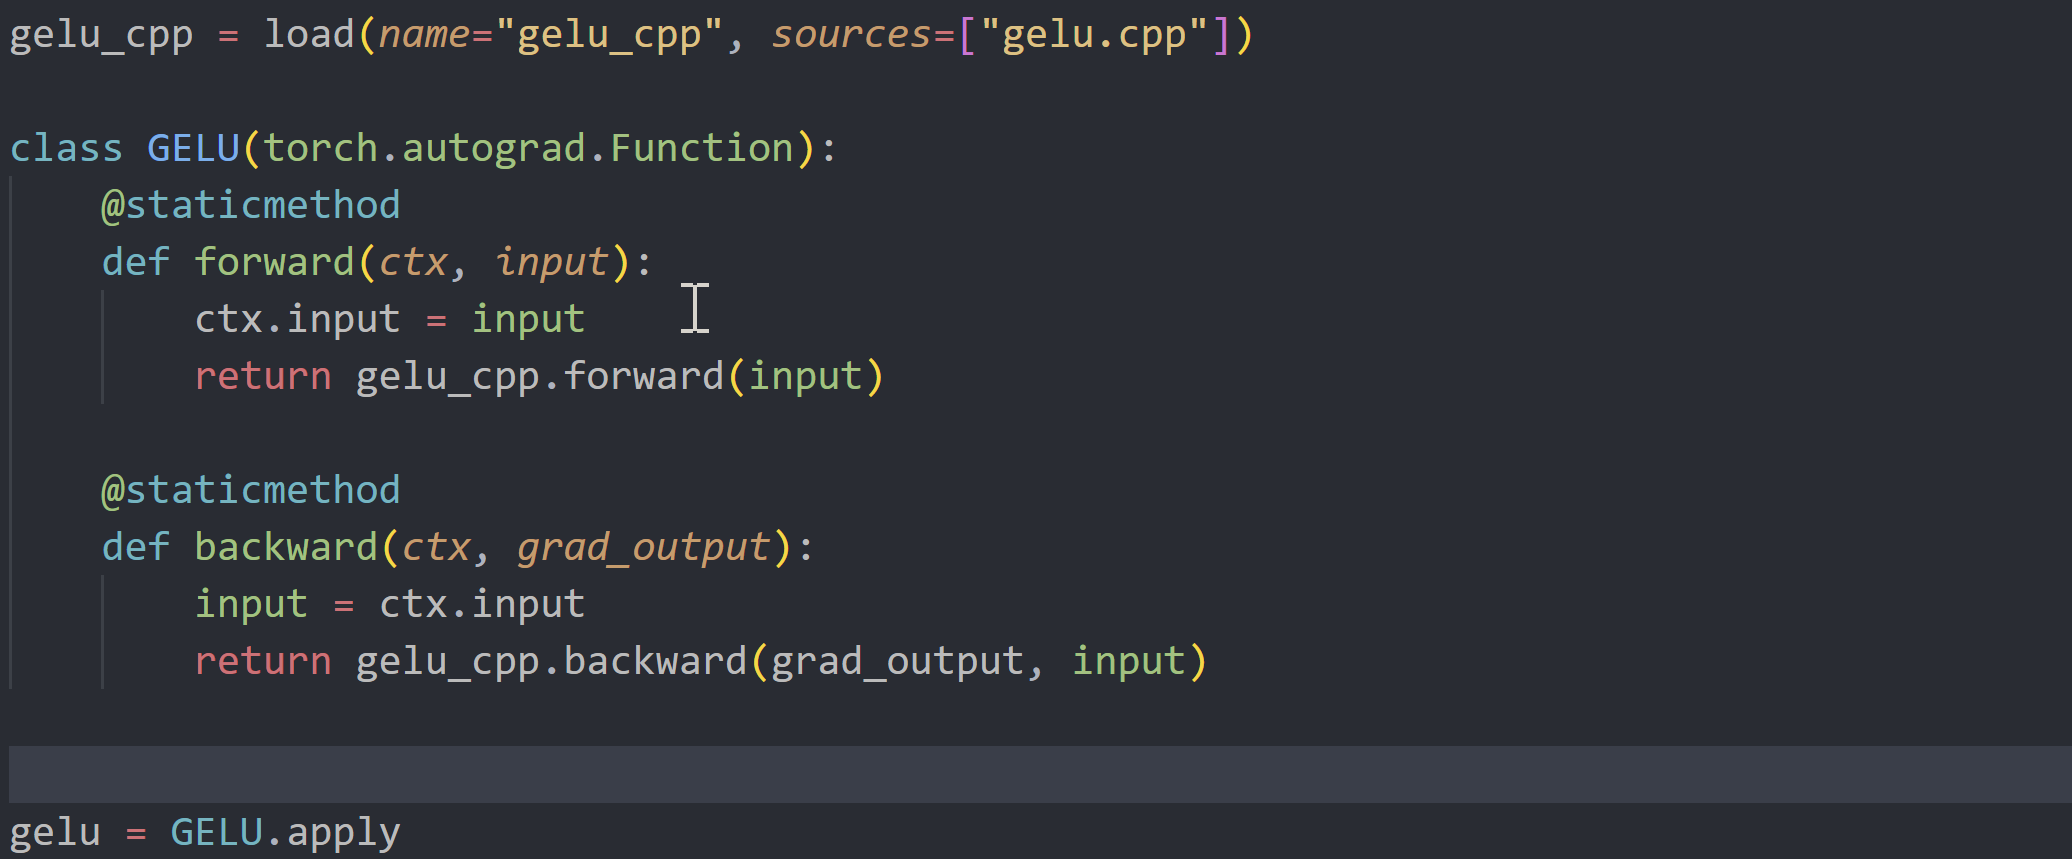 gelu_cpp = load(name="gelu_cpp", sources=["gelu.cpp"])
class GELU(torch.autograd.Function):
    @staticmethod
    def forward(ctx, input):
        ctx.input = input
        return gelu_cpp.forward(input)
    @staticmethod
    def backward(ctx, grad_output):
        input = ctx.input
        return gelu_cpp.backward(grad_output, input)
gelu = GELU.apply